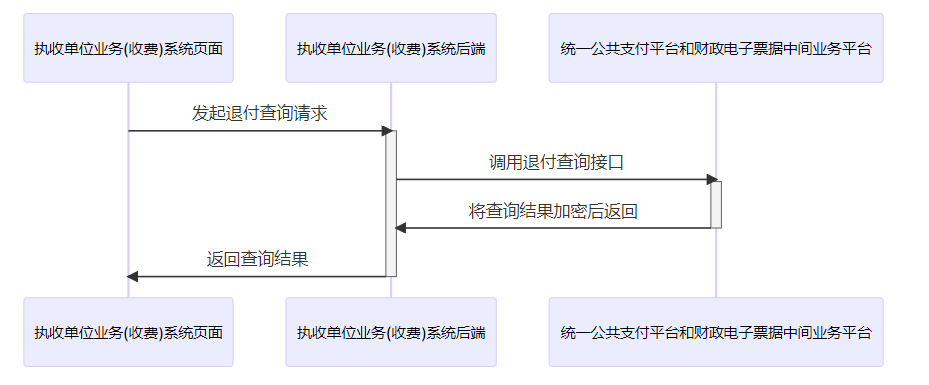 执收单位业务(收费)系统页面
执收单位业务(收费)系统后端
统一公共支付平台和财政电子票据中间业务平台
发起退付查询请求
调用退付查询接口
将查询结果加密后返回
返回查询结果
执收单位业务(收费)系统页面
执收单位业务(收费)系统后端
统一公共支付平台和财政电子票据中间业务平台